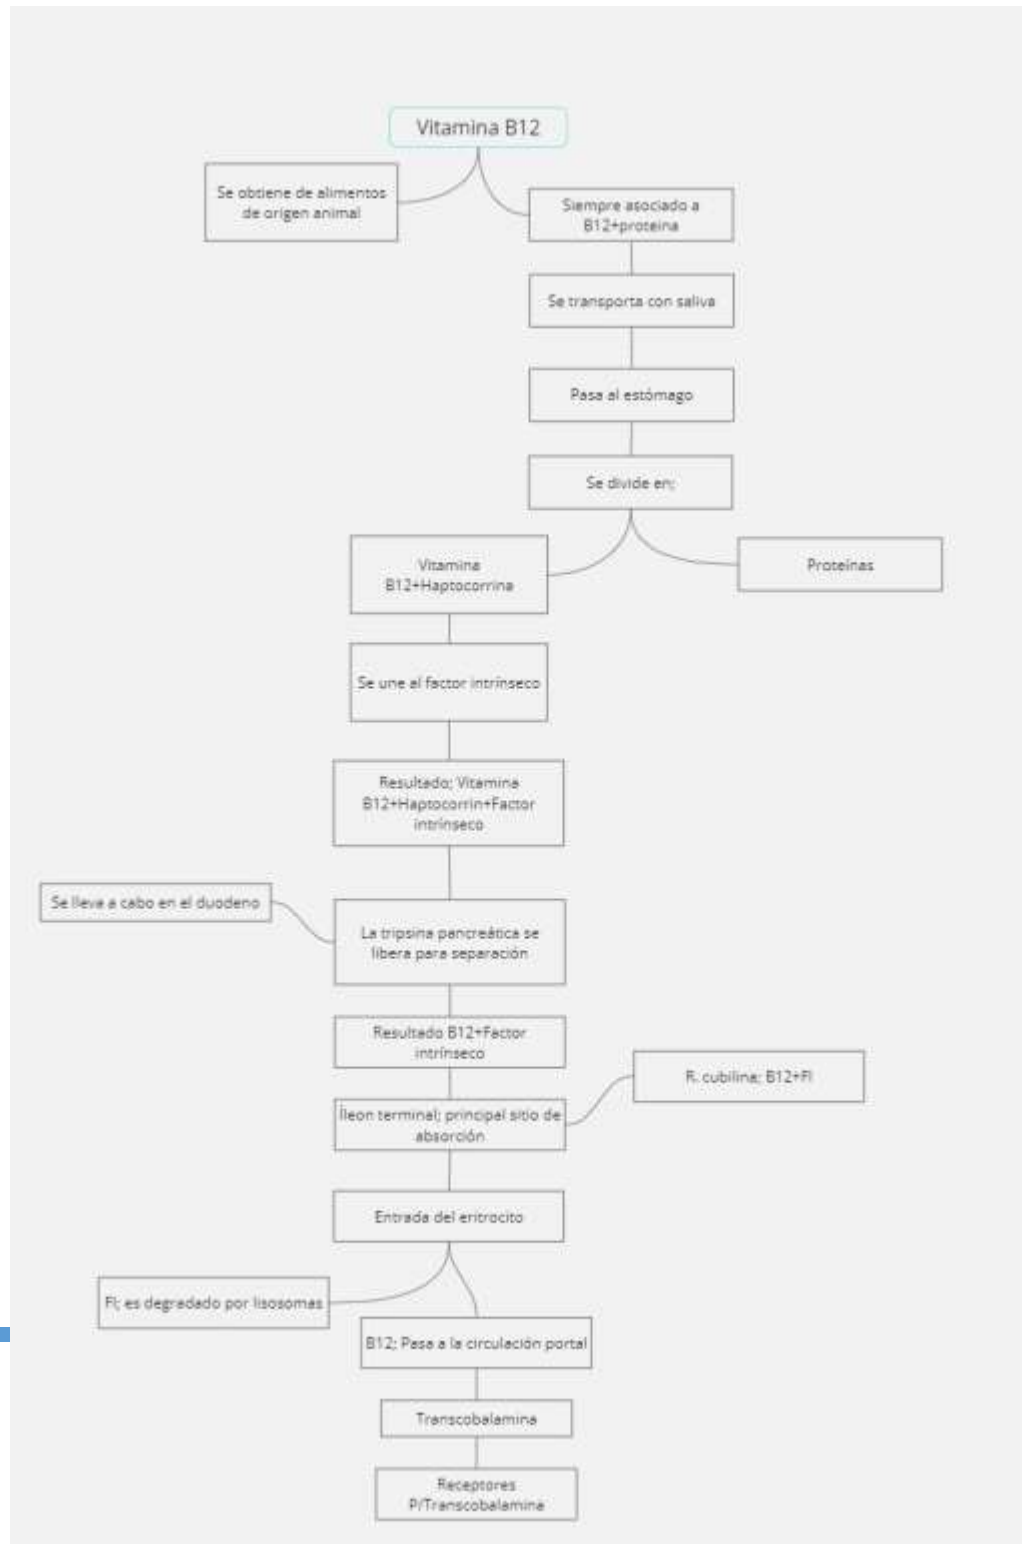 Vitamina B12
Se obtiene de alimentos
de origen animal
Siempre asociado a
B12+proteina
Se transporta con saliva
Pasa al estómago
Se divide en;
Vitamina
B12+Haptocorrina
Proteínas
Se une al factor intrínseco
Resultado; Vitamina
B12+Haptocorrin+Factor
intrínseco
Se lleva a cabo en el duodeno
La tripsina pancreática se
libera para separación
Resultado B12+Factor
intrínseco
R. cubilina; B12+FI
Íleon terminal; principal sitio de
absorción
Entrada del eritrocito
FI; es degradado por lisosomas
B12; Pasa a la circulación portal
Transcobalamina
Receptores
P/Transcobalamina